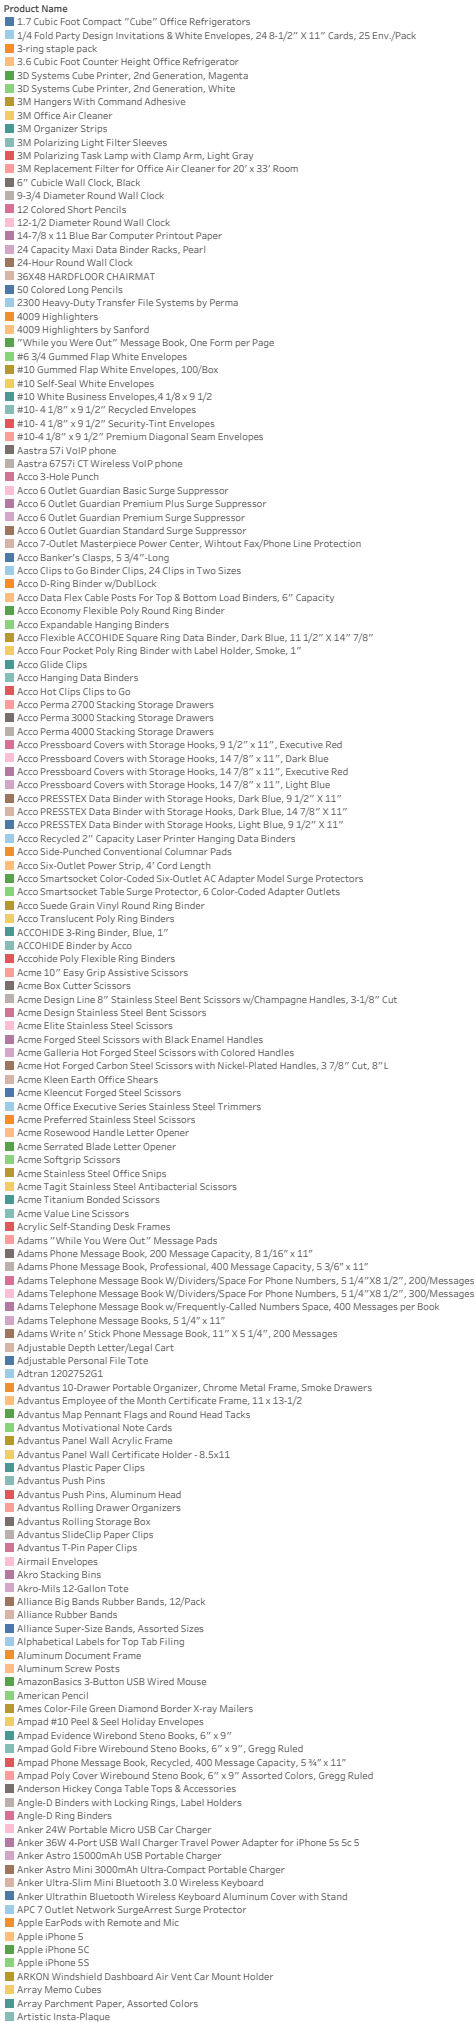 Product Name
1.7 Cubic Foot Compact "Cube" Office Refrigerators
1/4 Fold Party Design Invitations & White Envelopes, 24 8-1/2" X 11" Cards, 25 Env./Pack
3-ring staple pack
3.6 Cubic Foot Counter Height Office Refrigerator
3D Systems Cube Printer, 2nd Generation, Magenta
3D Systems Cube Printer, 2nd Generation, White
3M Hangers With Command Adhesive
3M Office Air Cleaner
3M Organizer Strips
3M Polarizing Light Filter Sleeves
3M Polarizing Task Lamp with Clamp Arm, Light Gray
3M Replacement Filter for Office Air Cleaner for 20' x 33' Room
6" Cubicle Wall Clock, Black
9-3/4 Diameter Round Wall Clock
12 Colored Short Pencils
12-1/2 Diameter Round Wall Clock
14-7/8 x 11 Blue Bar Computer Printout Paper
24 Capacity Maxi Data Binder Racks, Pearl
24-Hour Round Wall Clock
36X48 HARDFLOOR CHAIRMAT
50 Colored Long Pencils
2300 Heavy-Duty Transfer File Systems by Perma
4009 Highlighters
4009 Highlighters by Sanford
"While you Were Out" Message Book, One Form per Page
#6 3/4 Gummed Flap White Envelopes
#10 Gummed Flap White Envelopes, 100/Box
#10 Self-Seal White Envelopes
#10 White Business Envelopes,4 1/8 x 9 1/2
#10- 4 1/8" x 9 1/2" Recycled Envelopes
#10- 4 1/8" x 9 1/2" Security-Tint Envelopes
#10-4 1/8" x 9 1/2" Premium Diagonal Seam Envelopes
Aastra 57i VoIP phone
Aastra 6757i CT Wireless VoIP phone
Acco 3-Hole Punch
Acco 6 Outlet Guardian Basic Surge Suppressor
Acco 6 Outlet Guardian Premium Plus Surge Suppressor
Acco 6 Outlet Guardian Premium Surge Suppressor
Acco 6 Outlet Guardian Standard Surge Suppressor
Acco 7-Outlet Masterpiece Power Center, Wihtout Fax/Phone Line Protection
Acco Banker's Clasps, 5 3/4"-Long
Acco Clips to Go Binder Clips, 24 Clips in Two Sizes
Acco D-Ring Binder w/DublLock
Acco Data Flex Cable Posts For Top & Bottom Load Binders, 6" Capacity
Acco Economy Flexible Poly Round Ring Binder
Acco Expandable Hanging Binders
Acco Flexible ACCOHIDE Square Ring Data Binder, Dark Blue, 11 1/2" X 14" 7/8"
Acco Four Pocket Poly Ring Binder with Label Holder, Smoke, 1"
Acco Glide Clips
Acco Hanging Data Binders
Acco Hot Clips Clips to Go
Acco Perma 2700 Stacking Storage Drawers
Acco Perma 3000 Stacking Storage Drawers
Acco Perma 4000 Stacking Storage Drawers
Acco Pressboard Covers with Storage Hooks, 9 1/2" x 11", Executive Red
Acco Pressboard Covers with Storage Hooks, 14 7/8" x 11", Dark Blue
Acco Pressboard Covers with Storage Hooks, 14 7/8" x 11", Executive Red
Acco Pressboard Covers with Storage Hooks, 14 7/8" x 11", Light Blue
Acco PRESSTEX Data Binder with Storage Hooks, Dark Blue, 9 1/2" X 11"
Acco PRESSTEX Data Binder with Storage Hooks, Dark Blue, 14 7/8" X 11"
Acco PRESSTEX Data Binder with Storage Hooks, Light Blue, 9 1/2" X 11"
Acco Recycled 2" Capacity Laser Printer Hanging Data Binders
Acco Side-Punched Conventional Columnar Pads
Acco Six-Outlet Power Strip, 4' Cord Length
Acco Smartsocket Color-Coded Six-Outlet AC Adapter Model Surge Protectors
Acco Smartsocket Table Surge Protector, 6 Color-Coded Adapter Outlets
Acco Suede Grain Vinyl Round Ring Binder
Acco Translucent Poly Ring Binders
ACCOHIDE 3-Ring Binder, Blue, 1"
ACCOHIDE Binder by Acco
Accohide Poly Flexible Ring Binders
Acme 10" Easy Grip Assistive Scissors
Acme Box Cutter Scissors
Acme Design Line 8" Stainless Steel Bent Scissors w/Champagne Handles, 3-1/8" Cut
Acme Design Stainless Steel Bent Scissors
Acme Elite Stainless Steel Scissors
Acme Forged Steel Scissors with Black Enamel Handles
Acme Galleria Hot Forged Steel Scissors with Colored Handles
Acme Hot Forged Carbon Steel Scissors with Nickel-Plated Handles, 3 7/8" Cut, 8"L
Acme Kleen Earth Office Shears
Acme Kleencut Forged Steel Scissors
Acme Office Executive Series Stainless Steel Trimmers
Acme Preferred Stainless Steel Scissors
Acme Rosewood Handle Letter Opener
Acme Serrated Blade Letter Opener
Acme Softgrip Scissors
Acme Stainless Steel Office Snips
Acme Tagit Stainless Steel Antibacterial Scissors
Acme Titanium Bonded Scissors
Acme Value Line Scissors
Acrylic Self-Standing Desk Frames
Adams "While You Were Out" Message Pads
Adams Phone Message Book, 200 Message Capacity, 8 1/16" x 11"
Adams Phone Message Book, Professional, 400 Message Capacity, 5 3/6" x 11"
Adams Telephone Message Book W/Dividers/Space For Phone Numbers, 5 1/4"X8 1/2", 200/Messages
Adams Telephone Message Book W/Dividers/Space For Phone Numbers, 5 1/4"X8 1/2", 300/Messages
Adams Telephone Message Book w/Frequently-Called Numbers Space, 400 Messages per Book
Adams Telephone Message Books, 5 1/4" x 11"
Adams Write n' Stick Phone Message Book, 11" X 5 1/4", 200 Messages
Adjustable Depth Letter/Legal Cart
Adjustable Personal File Tote
Adtran 1202752G1
Advantus 10-Drawer Portable Organizer, Chrome Metal Frame, Smoke Drawers
Advantus Employee of the Month Certificate Frame, 11 x 13-1/2
Advantus Map Pennant Flags and Round Head Tacks
Advantus Motivational Note Cards
Advantus Panel Wall Acrylic Frame
Advantus Panel Wall Certificate Holder - 8.5x11
Advantus Plastic Paper Clips
Advantus Push Pins
Advantus Push Pins, Aluminum Head
Advantus Rolling Drawer Organizers
Advantus Rolling Storage Box
Advantus SlideClip Paper Clips
Advantus T-Pin Paper Clips
Airmail Envelopes
Akro Stacking Bins
Akro-Mils 12-Gallon Tote
Alliance Big Bands Rubber Bands, 12/Pack
Alliance Rubber Bands
Alliance Super-Size Bands, Assorted Sizes
Alphabetical Labels for Top Tab Filing
Aluminum Document Frame
Aluminum Screw Posts
AmazonBasics 3-Button USB Wired Mouse
American Pencil
Ames Color-File Green Diamond Border X-ray Mailers
Ampad #10 Peel & Seel Holiday Envelopes
Ampad Evidence Wirebond Steno Books, 6" x 9"
Ampad Gold Fibre Wirebound Steno Books, 6" x 9", Gregg Ruled
Ampad Phone Message Book, Recycled, 400 Message Capacity, 5 ¾" x 11"
Ampad Poly Cover Wirebound Steno Book, 6" x 9" Assorted Colors, Gregg Ruled
Anderson Hickey Conga Table Tops & Accessories
Angle-D Binders with Locking Rings, Label Holders
Angle-D Ring Binders
Anker 24W Portable Micro USB Car Charger
Anker 36W 4-Port USB Wall Charger Travel Power Adapter for iPhone 5s 5c 5
Anker Astro 15000mAh USB Portable Charger
Anker Astro Mini 3000mAh Ultra-Compact Portable Charger
Anker Ultra-Slim Mini Bluetooth 3.0 Wireless Keyboard
Anker Ultrathin Bluetooth Wireless Keyboard Aluminum Cover with Stand
APC 7 Outlet Network SurgeArrest Surge Protector
Apple EarPods with Remote and Mic
Apple iPhone 5
Apple iPhone 5C
Apple iPhone 5S
ARKON Windshield Dashboard Air Vent Car Mount Holder
Array Memo Cubes
Array Parchment Paper, Assorted Colors
Artistic Insta-Plaque